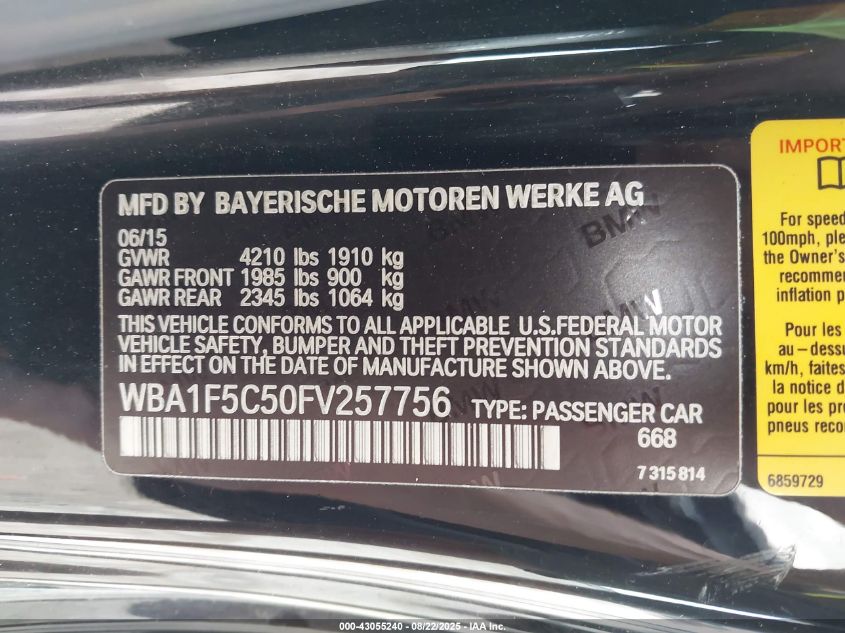 MFD BY BAYERISCHE MOTOREN WERKE AG
06/15
GVWR 4210 lbs 1910 kg
GAWR FRONT 1985 lbs 900 kg
GAWR REAR 2345 lbs 1064 kg
THIS VEHICLE CONFORMS TO ALL APPLICABLE U.S.FEDERAL MOTOR
VEHICLE SAFETY, BUMPER AND THEFT PREVENTION STANDARDS
IN EFFECT ON THE DATE OF MANUFACTURE SHOWN ABOVE.
WBA1F5C50FV257756 TYPE: PASSENGER CAR
668
7 315 814
BMW
For speed
100mph, ple
the Owner's
recomme
inflation p
Pour les
au – dessu
km/h, faites
la notice d
pour les p
pneus reco
6859729
IMPORT
000-43055240 - 08/22/2025 - IAA Inc.